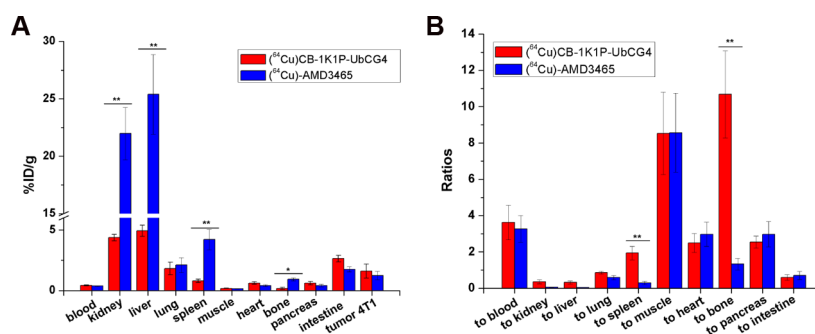 A
(⁶⁴Cu)CB-1K1P-UbCG4
(⁶⁴Cu)-AMD3465
%ID/g
30
25
20
15
5
0
**
**
**
*
blood
kidney
liver
lung
spleen
muscle
heart
bone
pancreas
intestine
tumor 4T1
B
(⁶⁴Cu)CB-1K1P-UbCG4
(⁶⁴Cu)-AMD3465
Ratios
14
12
10
8
6
4
2
0
**
**
to blood
to kidney
to liver
to lung
to spleen
to muscle
to heart
to bone
to pancreas
to intestine